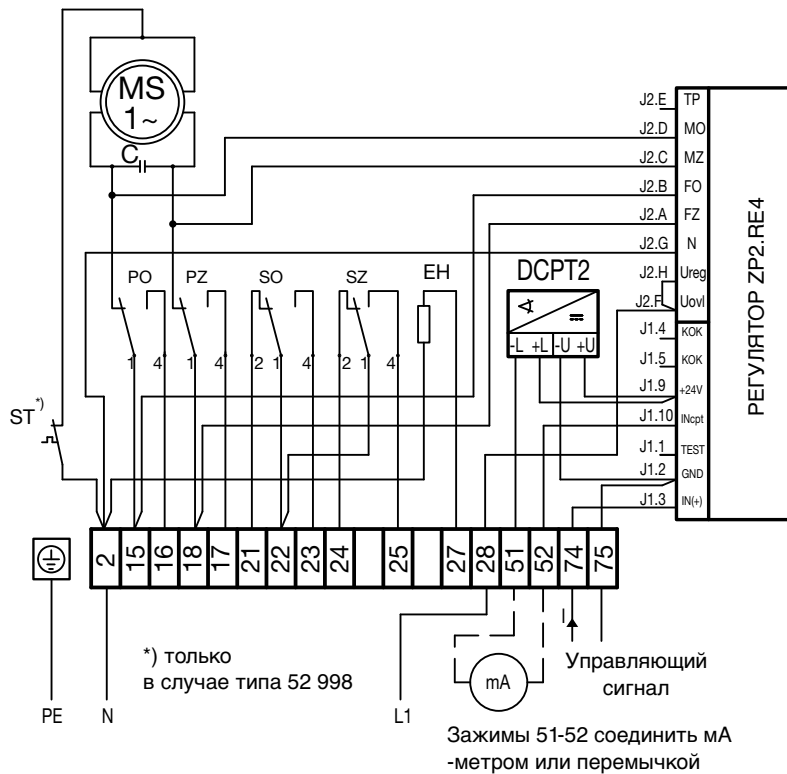 MS
1~
C
J2.E TP
J2.D MO
J2.C MZ
J2.B FO
J2.A FZ
J2.G N
J2.H Ureg
J2.F Uovl
J1.4 KOK
J1.5 KOK
J1.9 +24V
J1.10 INcpt
J1.1 TEST
J1.2 GND
J1.3 IN(+)
РЕГУЛЯТОР ZP2.RE4
PO PZ SO SZ EH DCPT2
-L +L -U +U
1 4 1 4 2 1 4 2 1 4
ST *)
2 15 16 18 17 21 22 23 24 25 27 28 51 52 74 75
*) только
в случае типа 52 998
I
mA
Управляющий
сигнал
PE N L1
Зажимы 51-52 соединить мА
-метром или перемычкой